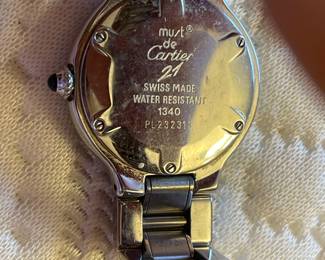 must®
de
Cartier
21
SWISS MADE
WATER RESISTANT
1340